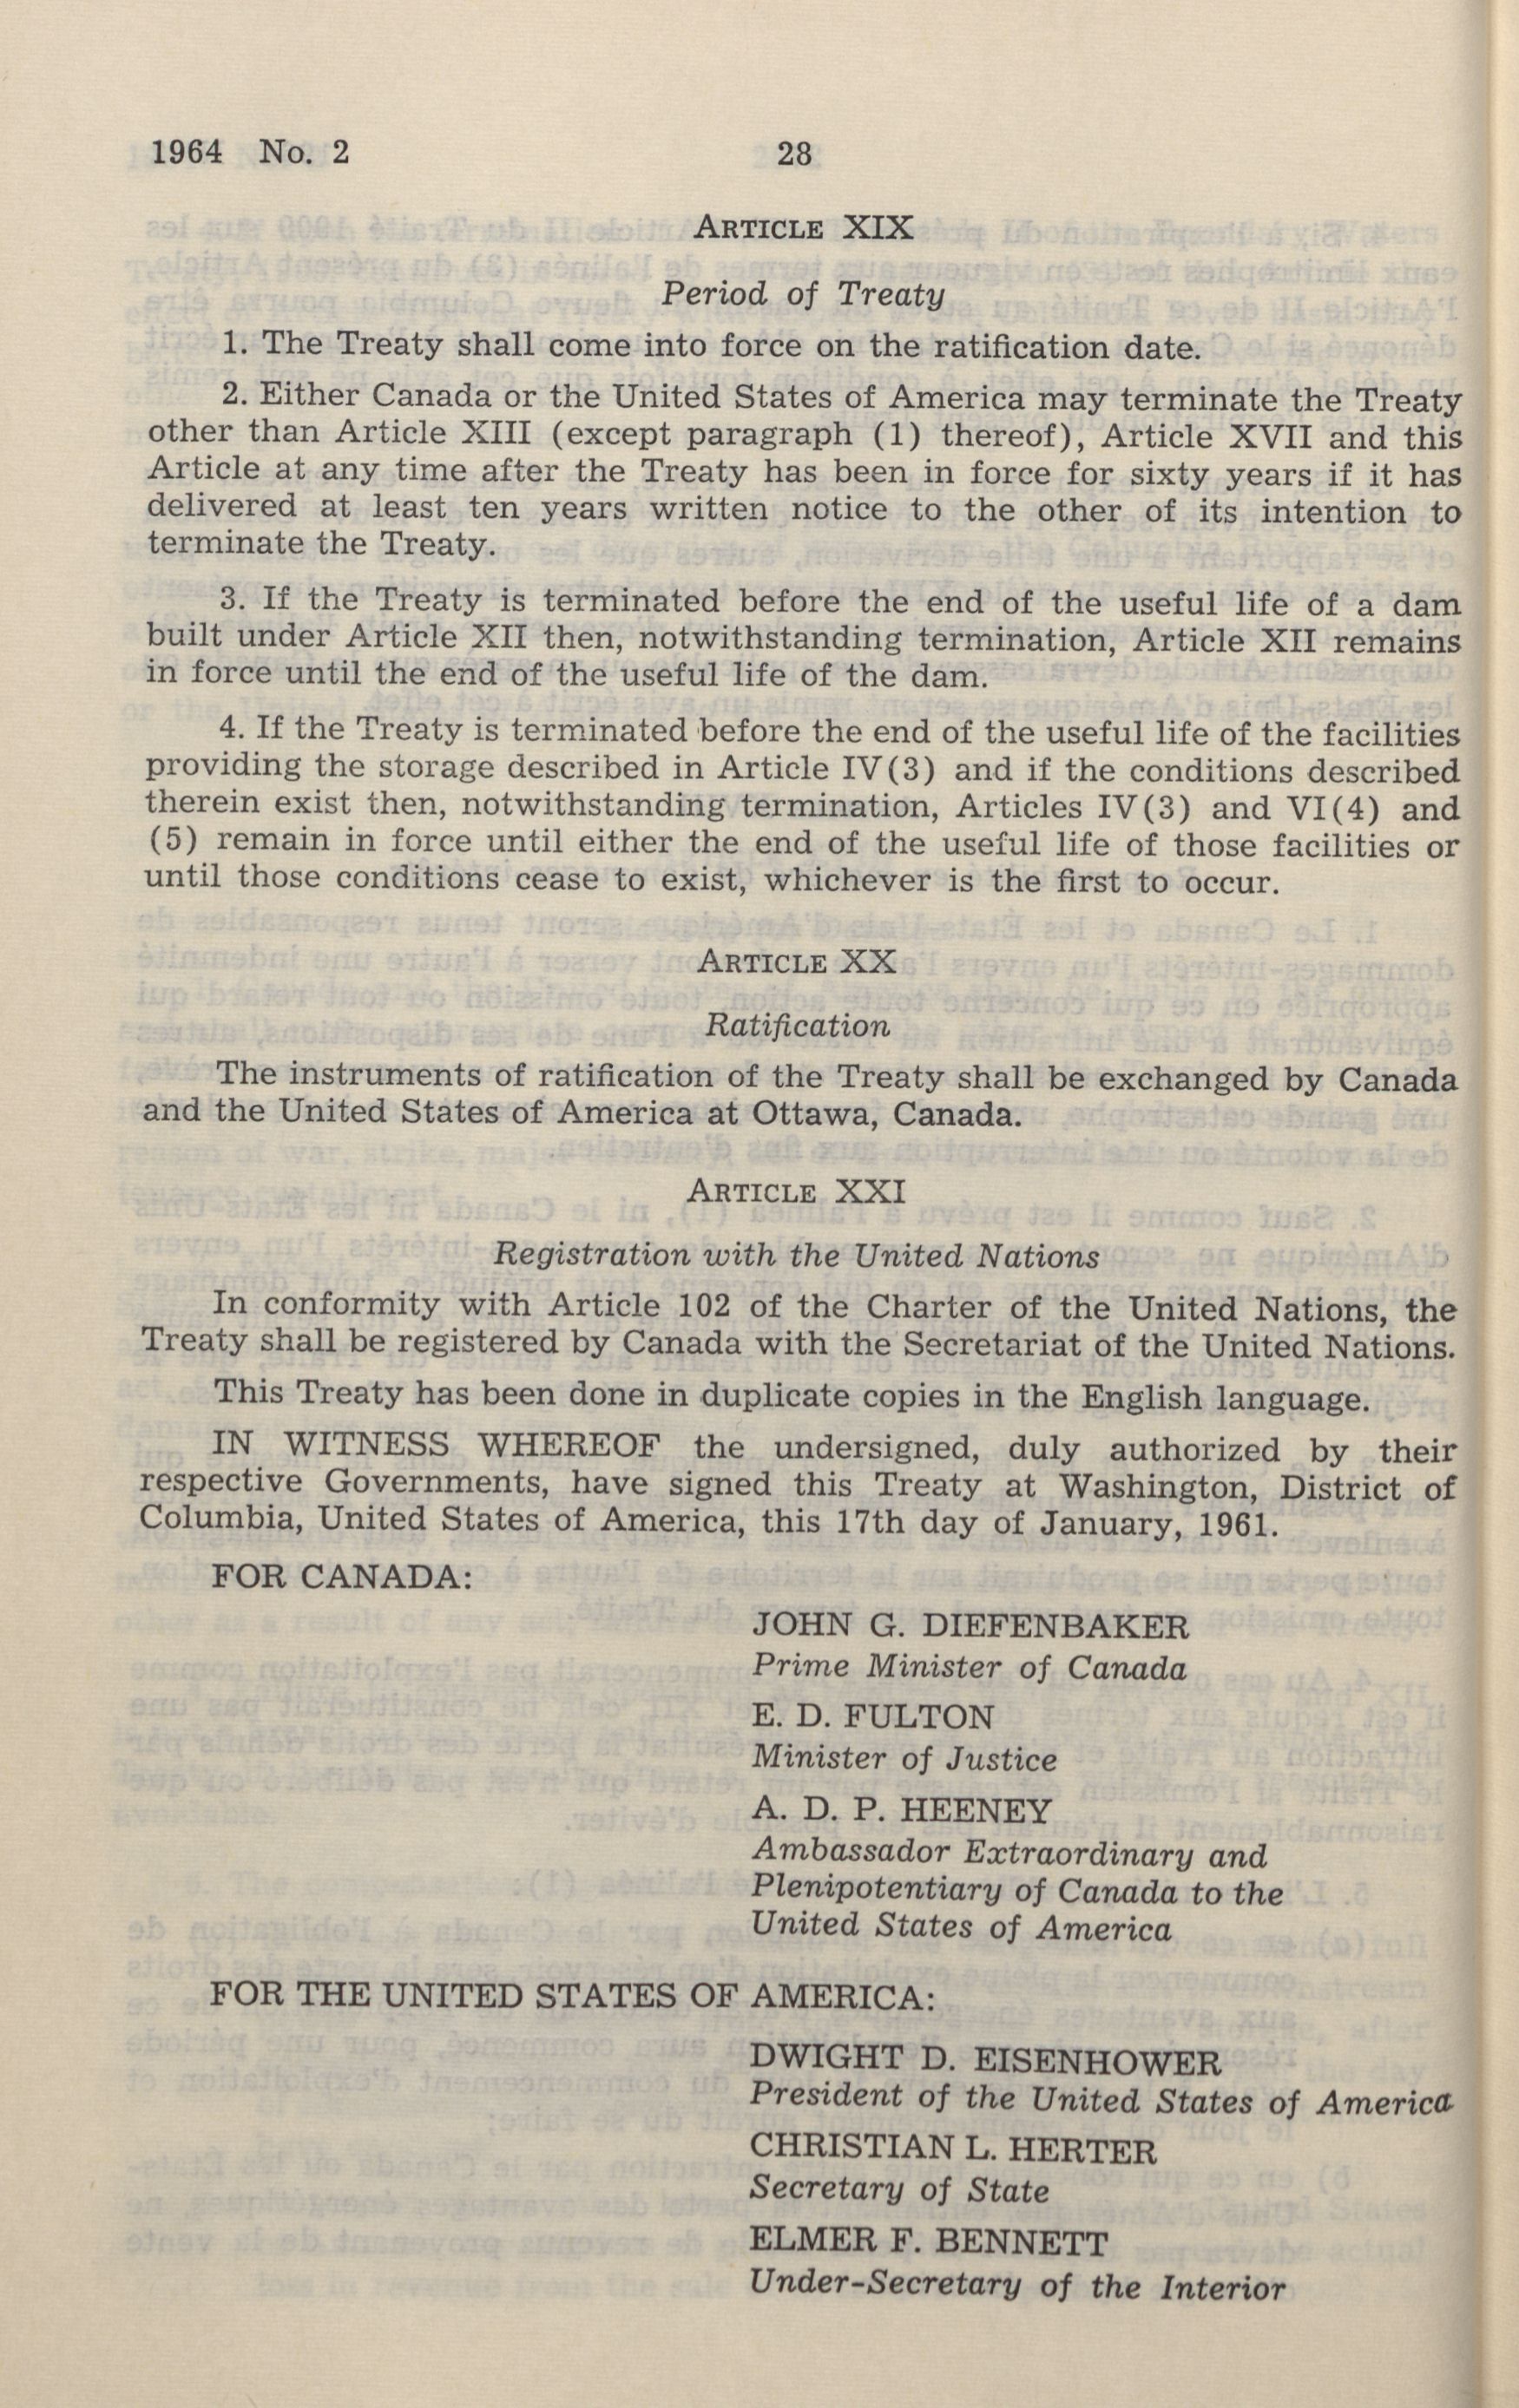 1964 No. 2
28
ARTICLE XIX
Period of Treaty
1. The Treaty shall come into force on the ratification date.
2. Either Canada or the United States of America may terminate the Treaty
other than Article XIII (except paragraph (1) thereof), Article XVII and this
Article at any time after the Treaty has been in force for sixty years if it has
delivered at least ten years written notice to the other of its intention to
terminate the Treaty.
3. If the Treaty is terminated before the end of the useful life of a dam
built under Article XII then, notwithstanding termination, Article XII remains
in force until the end of the useful life of the dam.
4. If the Treaty is terminated before the end of the useful life of the facilities
providing the storage described in Article IV(3) and if the conditions described
therein exist then, notwithstanding termination, Articles IV(3) and VI(4) and
(5) remain in force until either the end of the useful life of those facilities or
until those conditions cease to exist, whichever is the first to occur.
ARTICLE XX
Ratification
The instruments of ratification of the Treaty shall be exchanged by Canada
and the United States of America at Ottawa, Canada.
ARTICLE XXI
Registration with the United Nations
In conformity with Article 102 of the Charter of the United Nations, the
Treaty shall be registered by Canada with the Secretariat of the United Nations.
This Treaty has been done in duplicate copies in the English language.
IN WITNESS WHEREOF the undersigned, duly authorized by their
respective Governments, have signed this Treaty at Washington, District of
Columbia, United States of America, this 17th day of January, 1961.
FOR CANADA:
JOHN G. DIEFENBAKER
Prime Minister of Canada
E. D. FULTON
Minister of Justice
A. D. P. HEENEY
Ambassador Extraordinary and
Plenipotentiary of Canada to the
United States of America
FOR THE UNITED STATES OF AMERICA:
DWIGHT D. EISENHOWER
President of the United States of America
CHRISTIAN L. HERTER
Secretary of State
ELMER F. BENNETT
Under-Secretary of the Interior